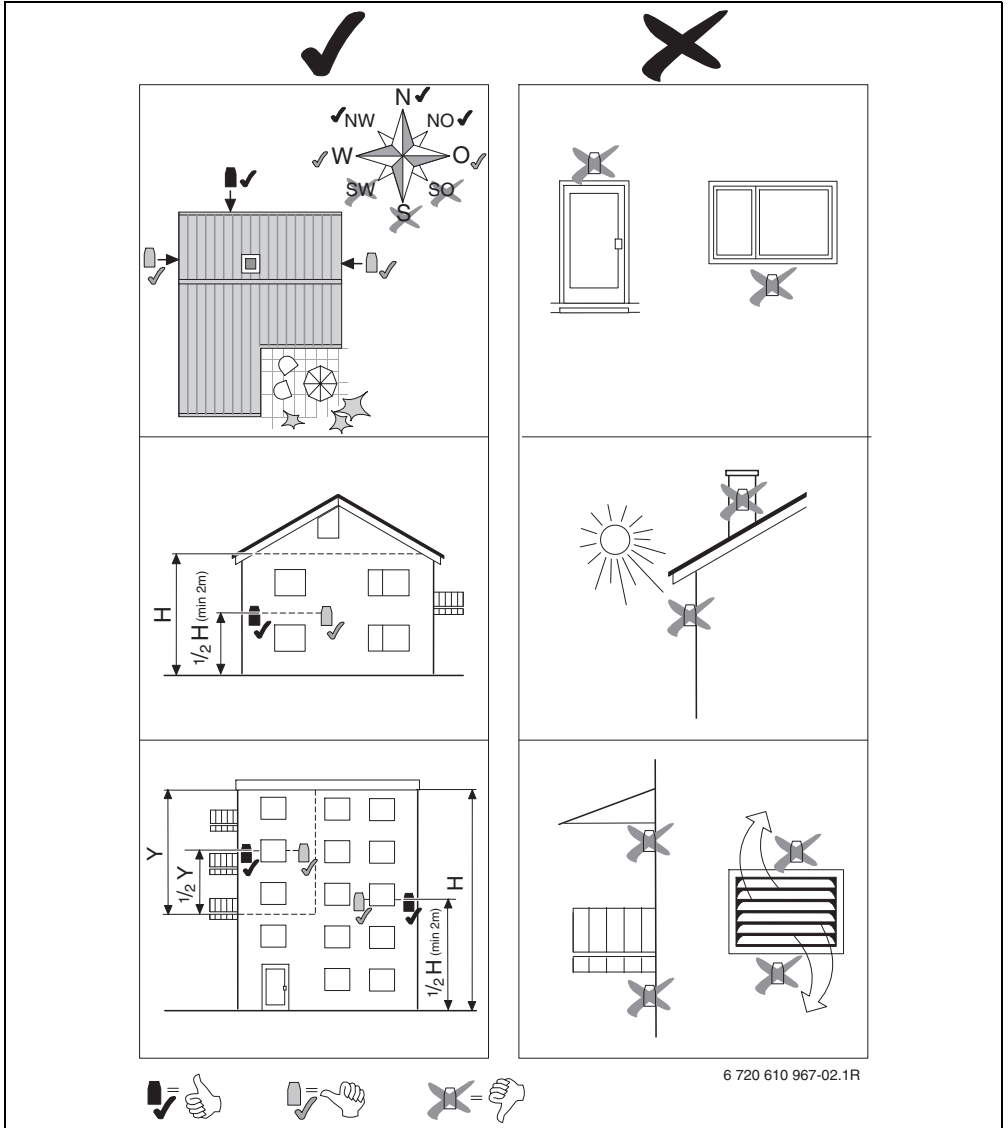 N
NW NO
W O
SW SO
S
H
1/2 H (min 2m)
Y
1/2 Y
H
1/2 H (min 2m)
6 720 610 967-02.1R
= 
= 
=